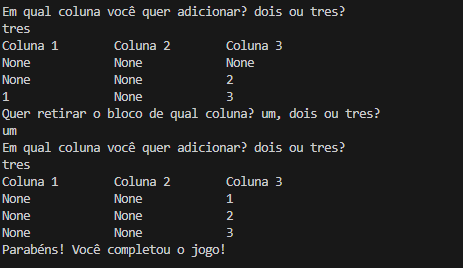 Em qual coluna você quer adicionar? dois ou tres?
tres
Coluna 1 Coluna 2 Coluna 3
None None None
None None 2
1 None 3
Quer retirar o bloco de qual coluna? um, dois ou tres?
um
Em qual coluna você quer adicionar? dois ou tres?
tres
Coluna 1 Coluna 2 Coluna 3
None None 1
None None 2
None None 3
Parabéns! Você completou o jogo!